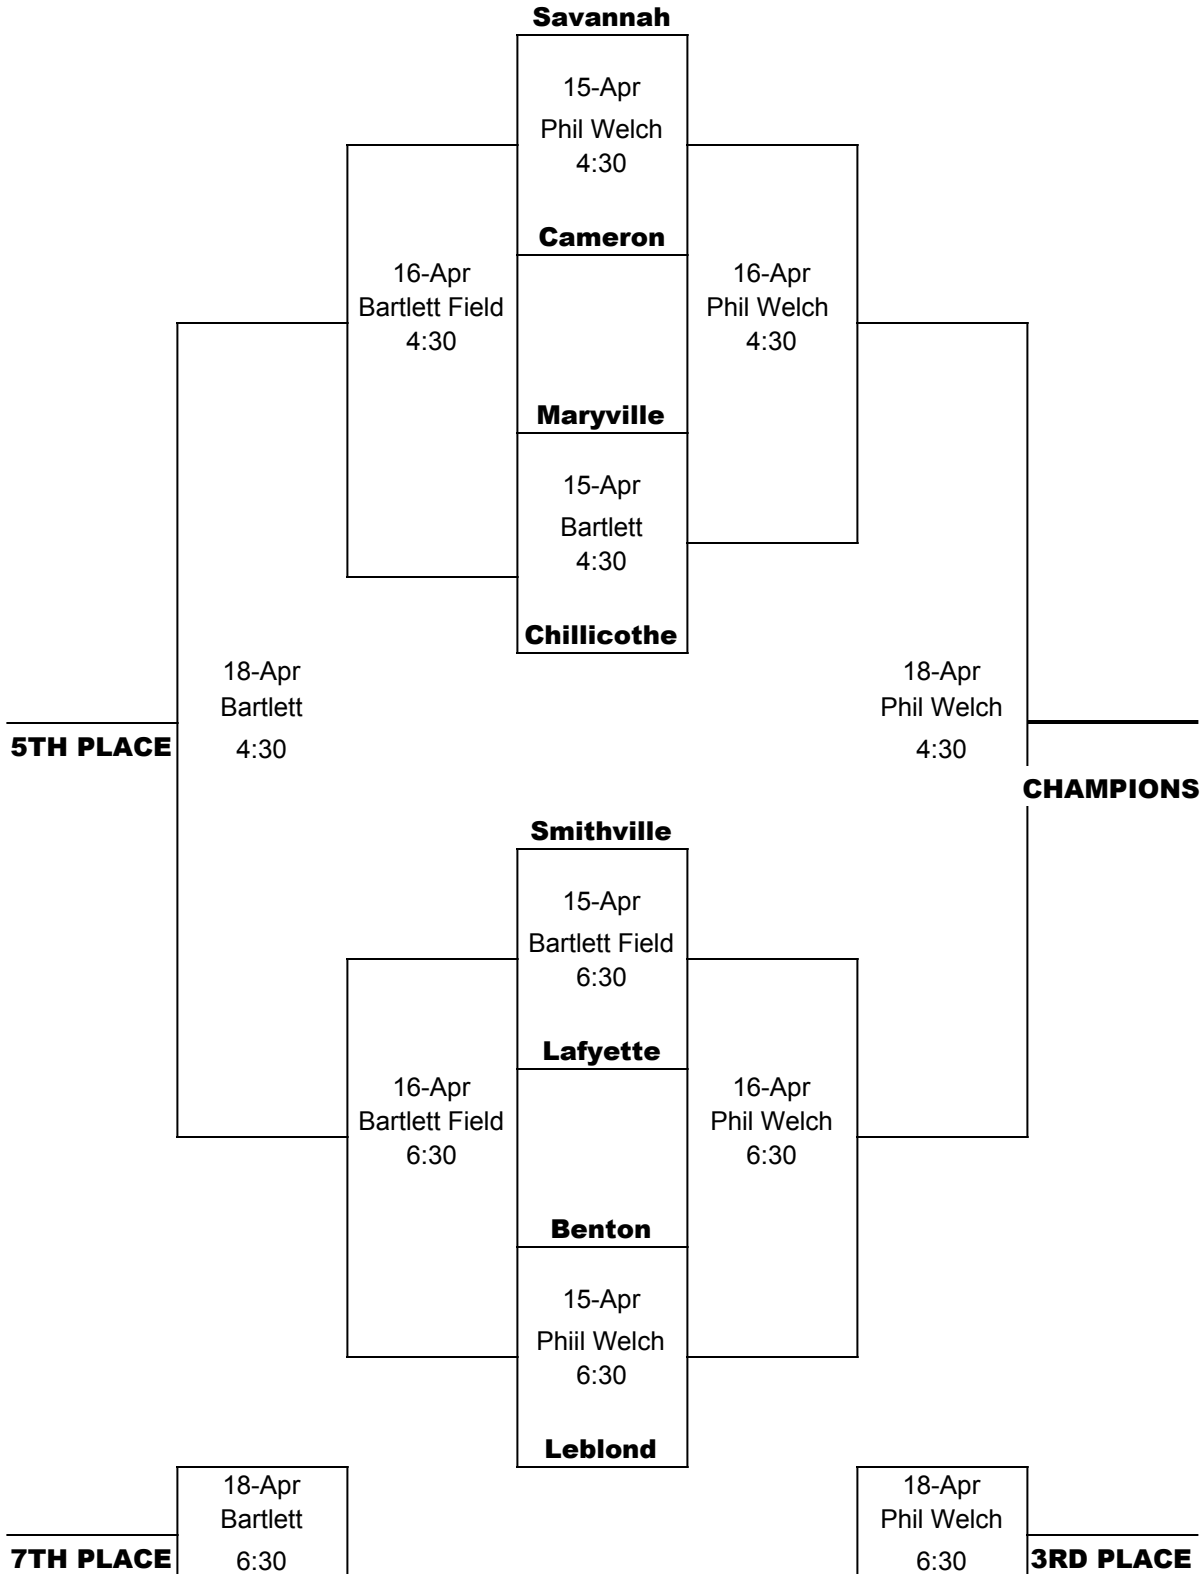 Savannah
15-Apr
Phil Welch
4:30
Cameron
16-Apr
Bartlett Field
4:30
16-Apr
Phil Welch
4:30
Maryville
15-Apr
Bartlett
4:30
Chillicothe
18-Apr
Bartlett
4:30
5TH PLACE
18-Apr
Phil Welch
4:30
CHAMPIONS
Smithville
15-Apr
Bartlett Field
6:30
Lafyette
16-Apr
Bartlett Field
6:30
16-Apr
Phil Welch
6:30
Benton
15-Apr
Phiil Welch
6:30
Leblond
18-Apr
Bartlett
6:30
7TH PLACE
18-Apr
Phil Welch
6:30
3RD PLACE